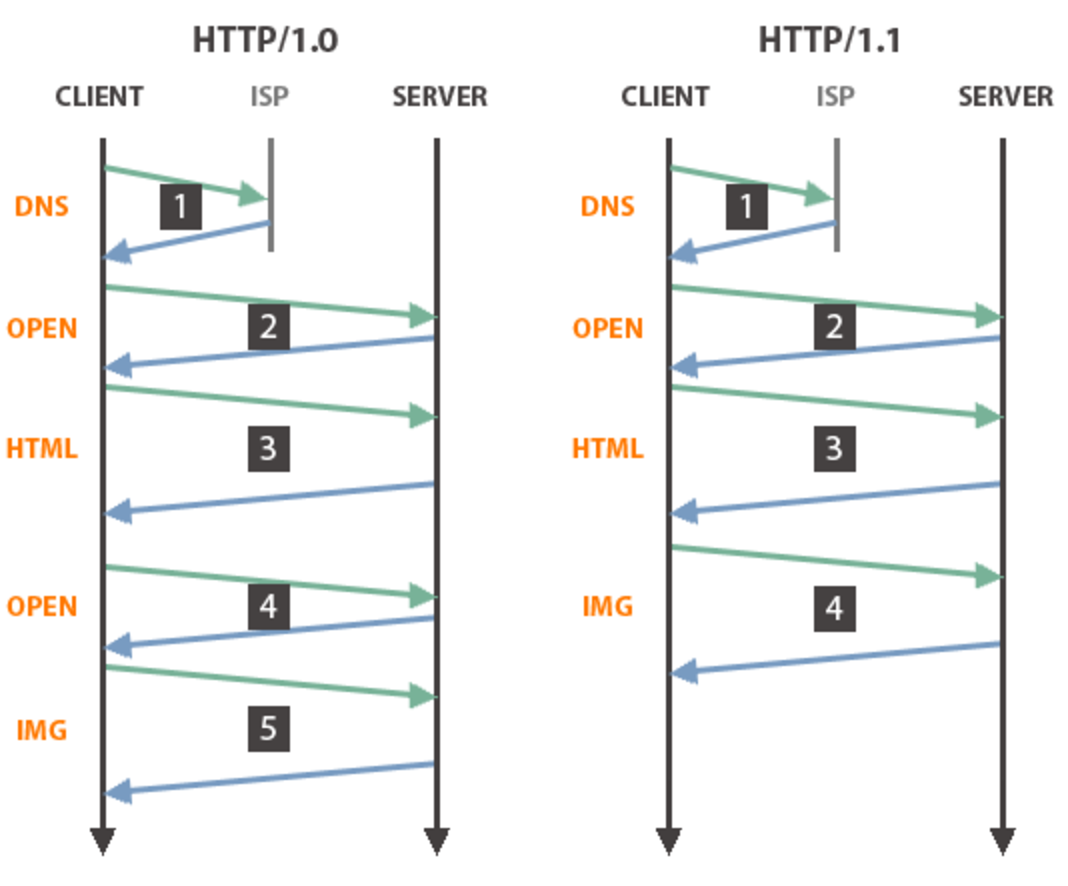 HTTP/1.0
CLIENT ISP SERVER
DNS 1
OPEN 2
HTML 3
OPEN 4
IMG 5
HTTP/1.1
CLIENT ISP SERVER
DNS 1
OPEN 2
HTML 3
IMG 4